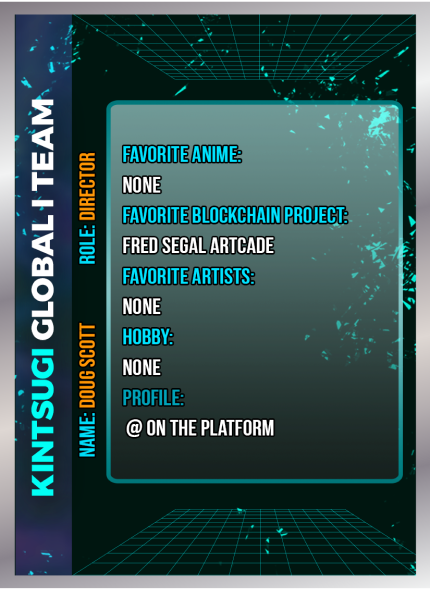 KINTSUGI GLOBAL I TEAM
NAME: DOUG SCOTT ROLE: DIRECTOR
FAVORITE ANIME:
NONE
FAVORITE BLOCKCHAIN PROJECT:
FRED SEGAL ARTCADE
FAVORITE ARTISTS:
NONE
HOBBY:
NONE
PROFILE:
@ ON THE PLATFORM